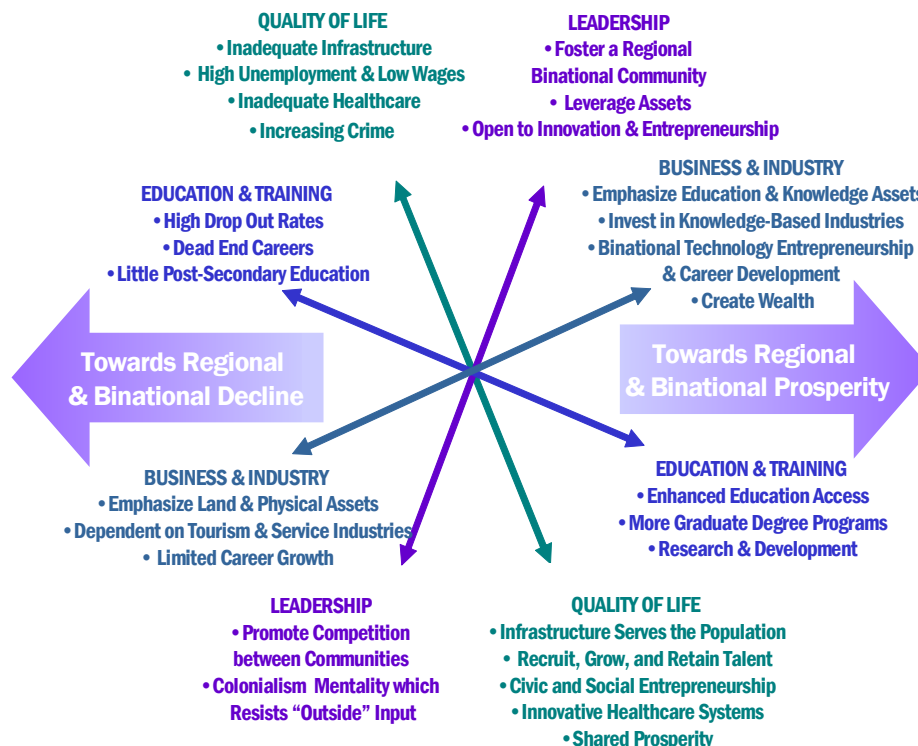 QUALITY OF LIFE
• Inadequate Infrastructure
• High Unemployment & Low Wages
• Inadequate Healthcare
• Increasing Crime
LEADERSHIP
• Foster a Regional
Binational Community
• Leverage Assets
• Open to Innovation & Entrepreneurship
EDUCATION & TRAINING
• High Drop Out Rates
• Dead End Careers
• Little Post-Secondary Education
BUSINESS & INDUSTRY
• Emphasize Education & Knowledge Assets
• Invest in Knowledge-Based Industries
• Binational Technology Entrepreneurship
& Career Development
• Create Wealth
Towards Regional
& Binational Decline
Towards Regional
& Binational Prosperity
BUSINESS & INDUSTRY
• Emphasize Land & Physical Assets
• Dependent on Tourism & Service Industries
• Limited Career Growth
EDUCATION & TRAINING
• Enhanced Education Access
• More Graduate Degree Programs
• Research & Development
LEADERSHIP
• Promote Competition
between Communities
• Colonialism Mentality which
Resists “Outside” Input
QUALITY OF LIFE
• Infrastructure Serves the Population
• Recruit, Grow, and Retain Talent
• Civic and Social Entrepreneurship
• Innovative Healthcare Systems
• Shared Prosperity